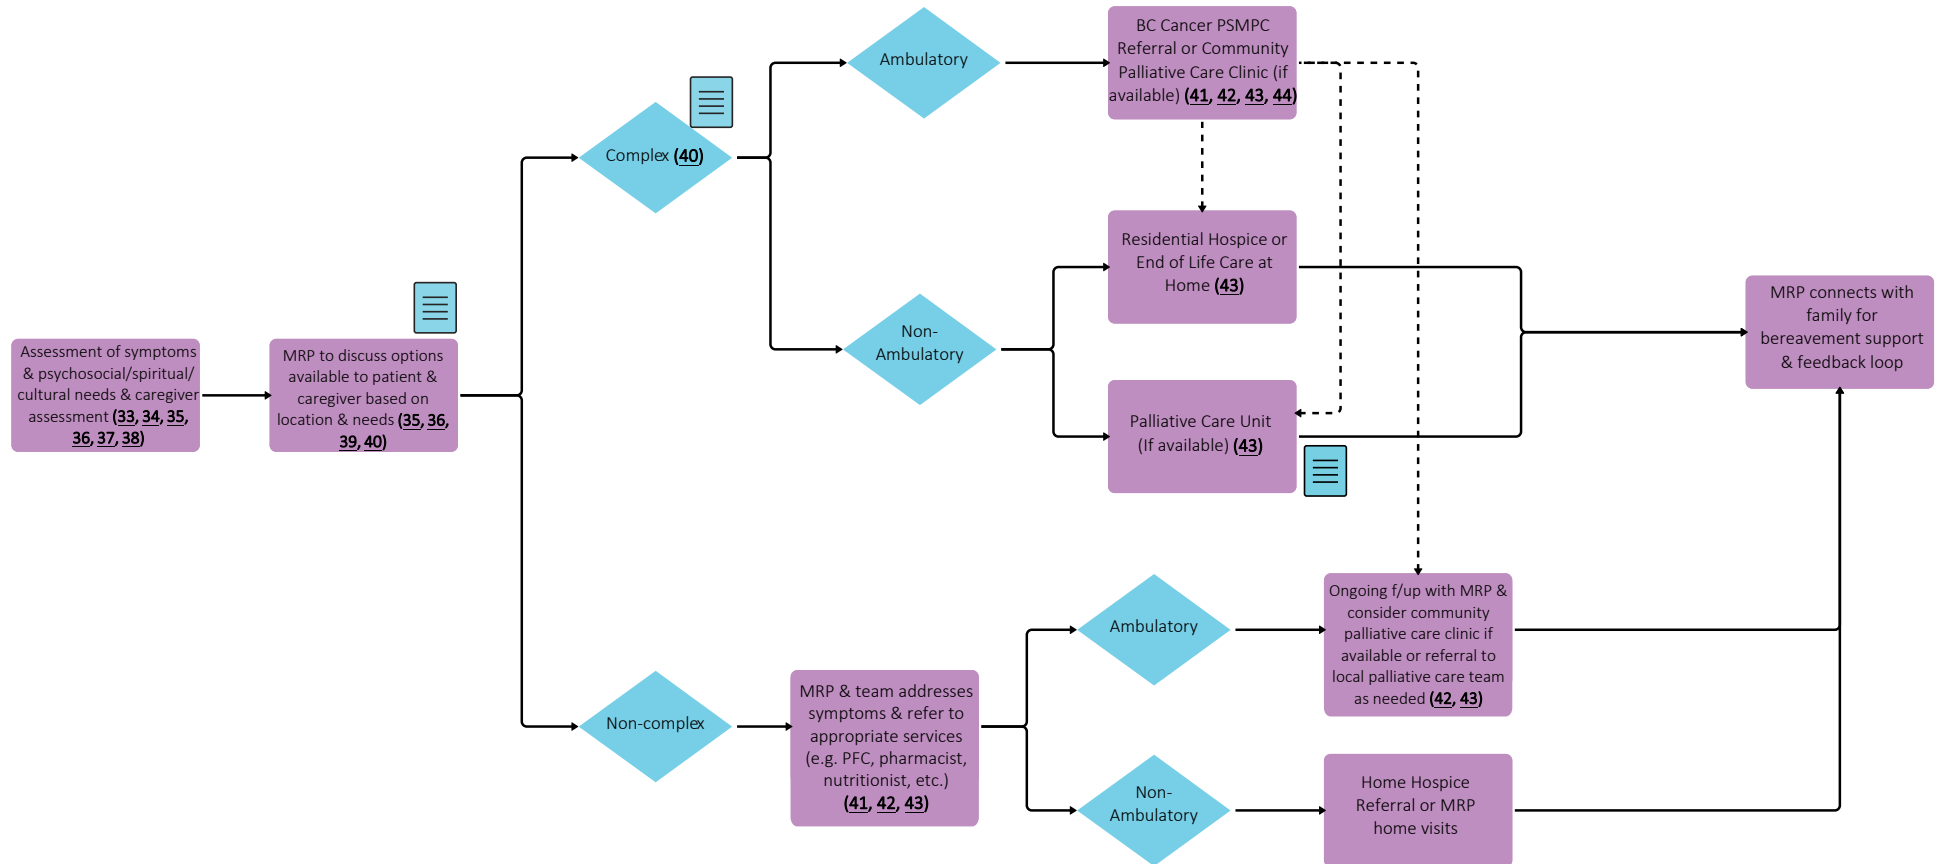 Assessment of symptoms
& psychosocial/spiritual/
cultural needs & caregiver
assessment (33, 34, 35,
36, 37, 38)
MRP to discuss options
available to patient &
caregiver based on
location & needs (35, 36,
39, 40)
Complex (40)
Ambulatory
BC Cancer PSMPC
Referral or Community
Palliative Care Clinic (if
available) (41, 42, 43, 44)
Non-
Ambulatory
Residential Hospice or
End of Life Care at
Home (43)
Palliative Care Unit
(If available) (43)
Non-complex
MRP & team addresses
symptoms & refer to
appropriate services
(e.g. PFC, pharmacist,
nutritionist, etc.)
(41, 42, 43)
Ambulatory
Ongoing f/up with MRP &
consider community
palliative care clinic if
available or referral to
local palliative care team
as needed (42, 43)
Non-
Ambulatory
Home Hospice
Referral or MRP
home visits
MRP connects with
family for
bereavement support
& feedback loop